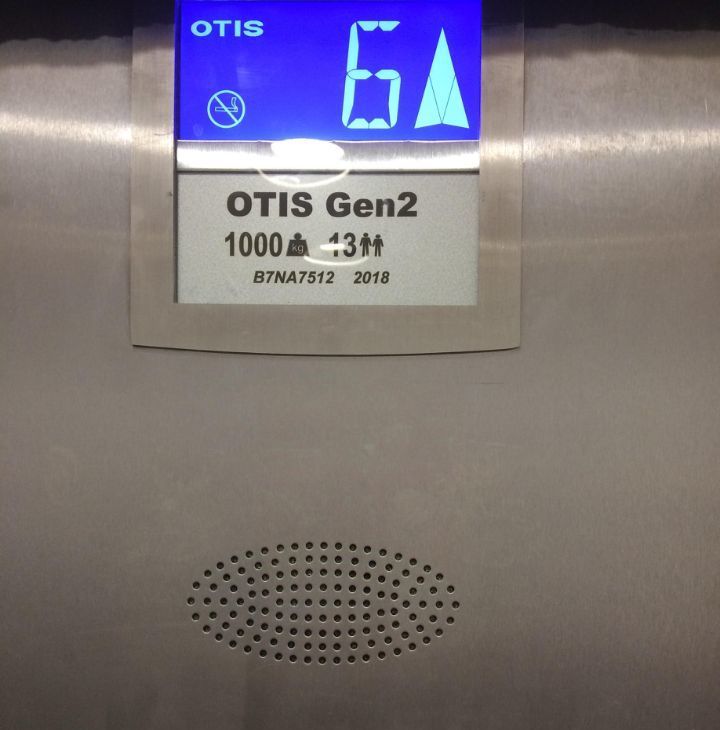 OTIS 6
OTIS Gen2
1000 kg 13
B7NA7512 2018